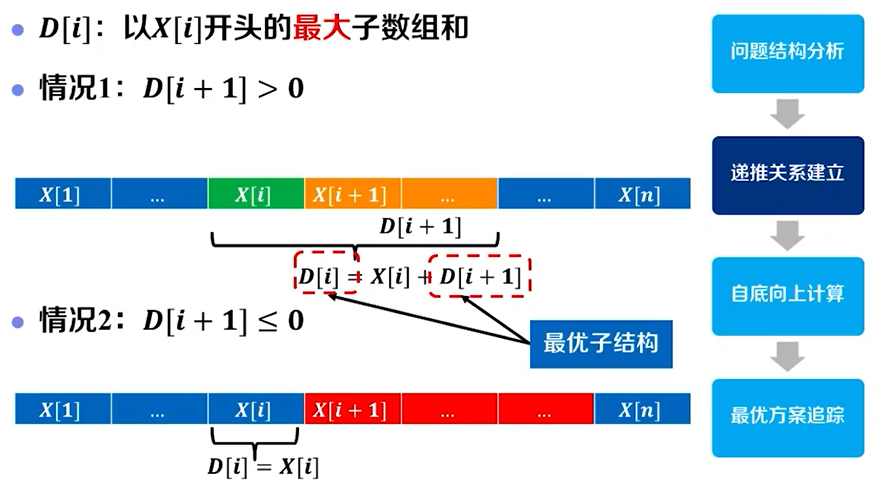 D[i]：以X[i]开头的最大子数组和
情况1：D[i + 1] > 0
X[1] ... X[i] X[i + 1] ... ... X[n]
D[i + 1]
D[i] = X[i] + D[i + 1]
情况2：D[i + 1] ≤ 0
最优子结构
X[1] ... X[i] X[i + 1] ... ... X[n]
D[i] = X[i]
问题结构分析
递推关系建立
自底向上计算
最优方案追踪